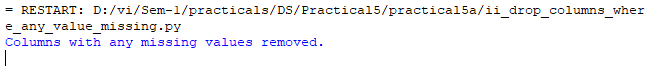 = RESTART: D:/vi/Sem-1/practicals/DS/Practical5/practical5a/ii_drop_columns_wher
e_any_value_missing.py
Columns with any missing values removed.